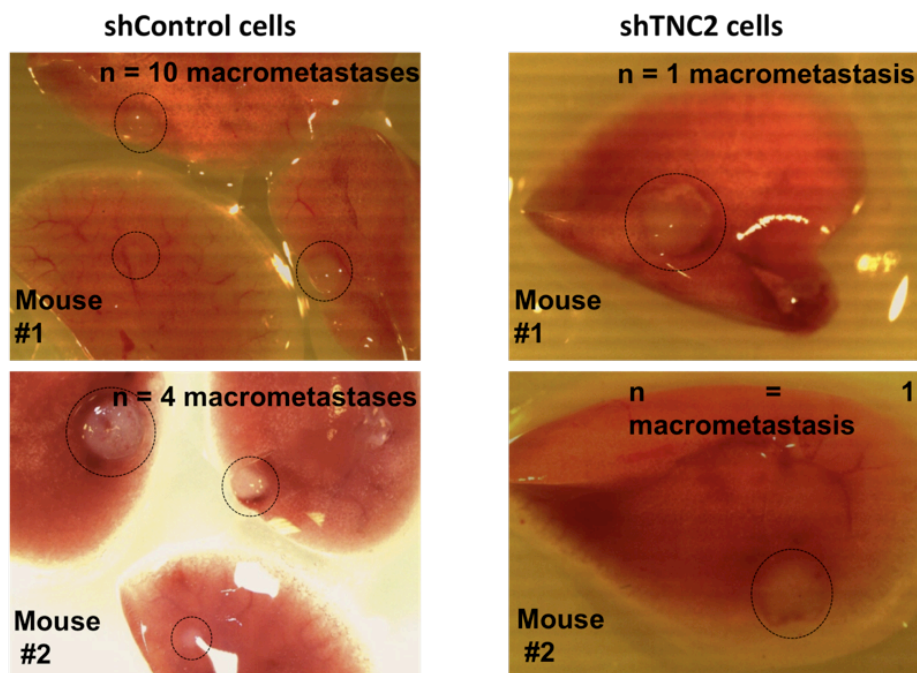 shControl cells
shTNC2 cells
n = 10 macrometastases
Mouse
#1
n = 1 macrometastasis
Mouse
#1
n = 4 macrometastases
Mouse
#2
n = 1
macrometastasis
Mouse
#2